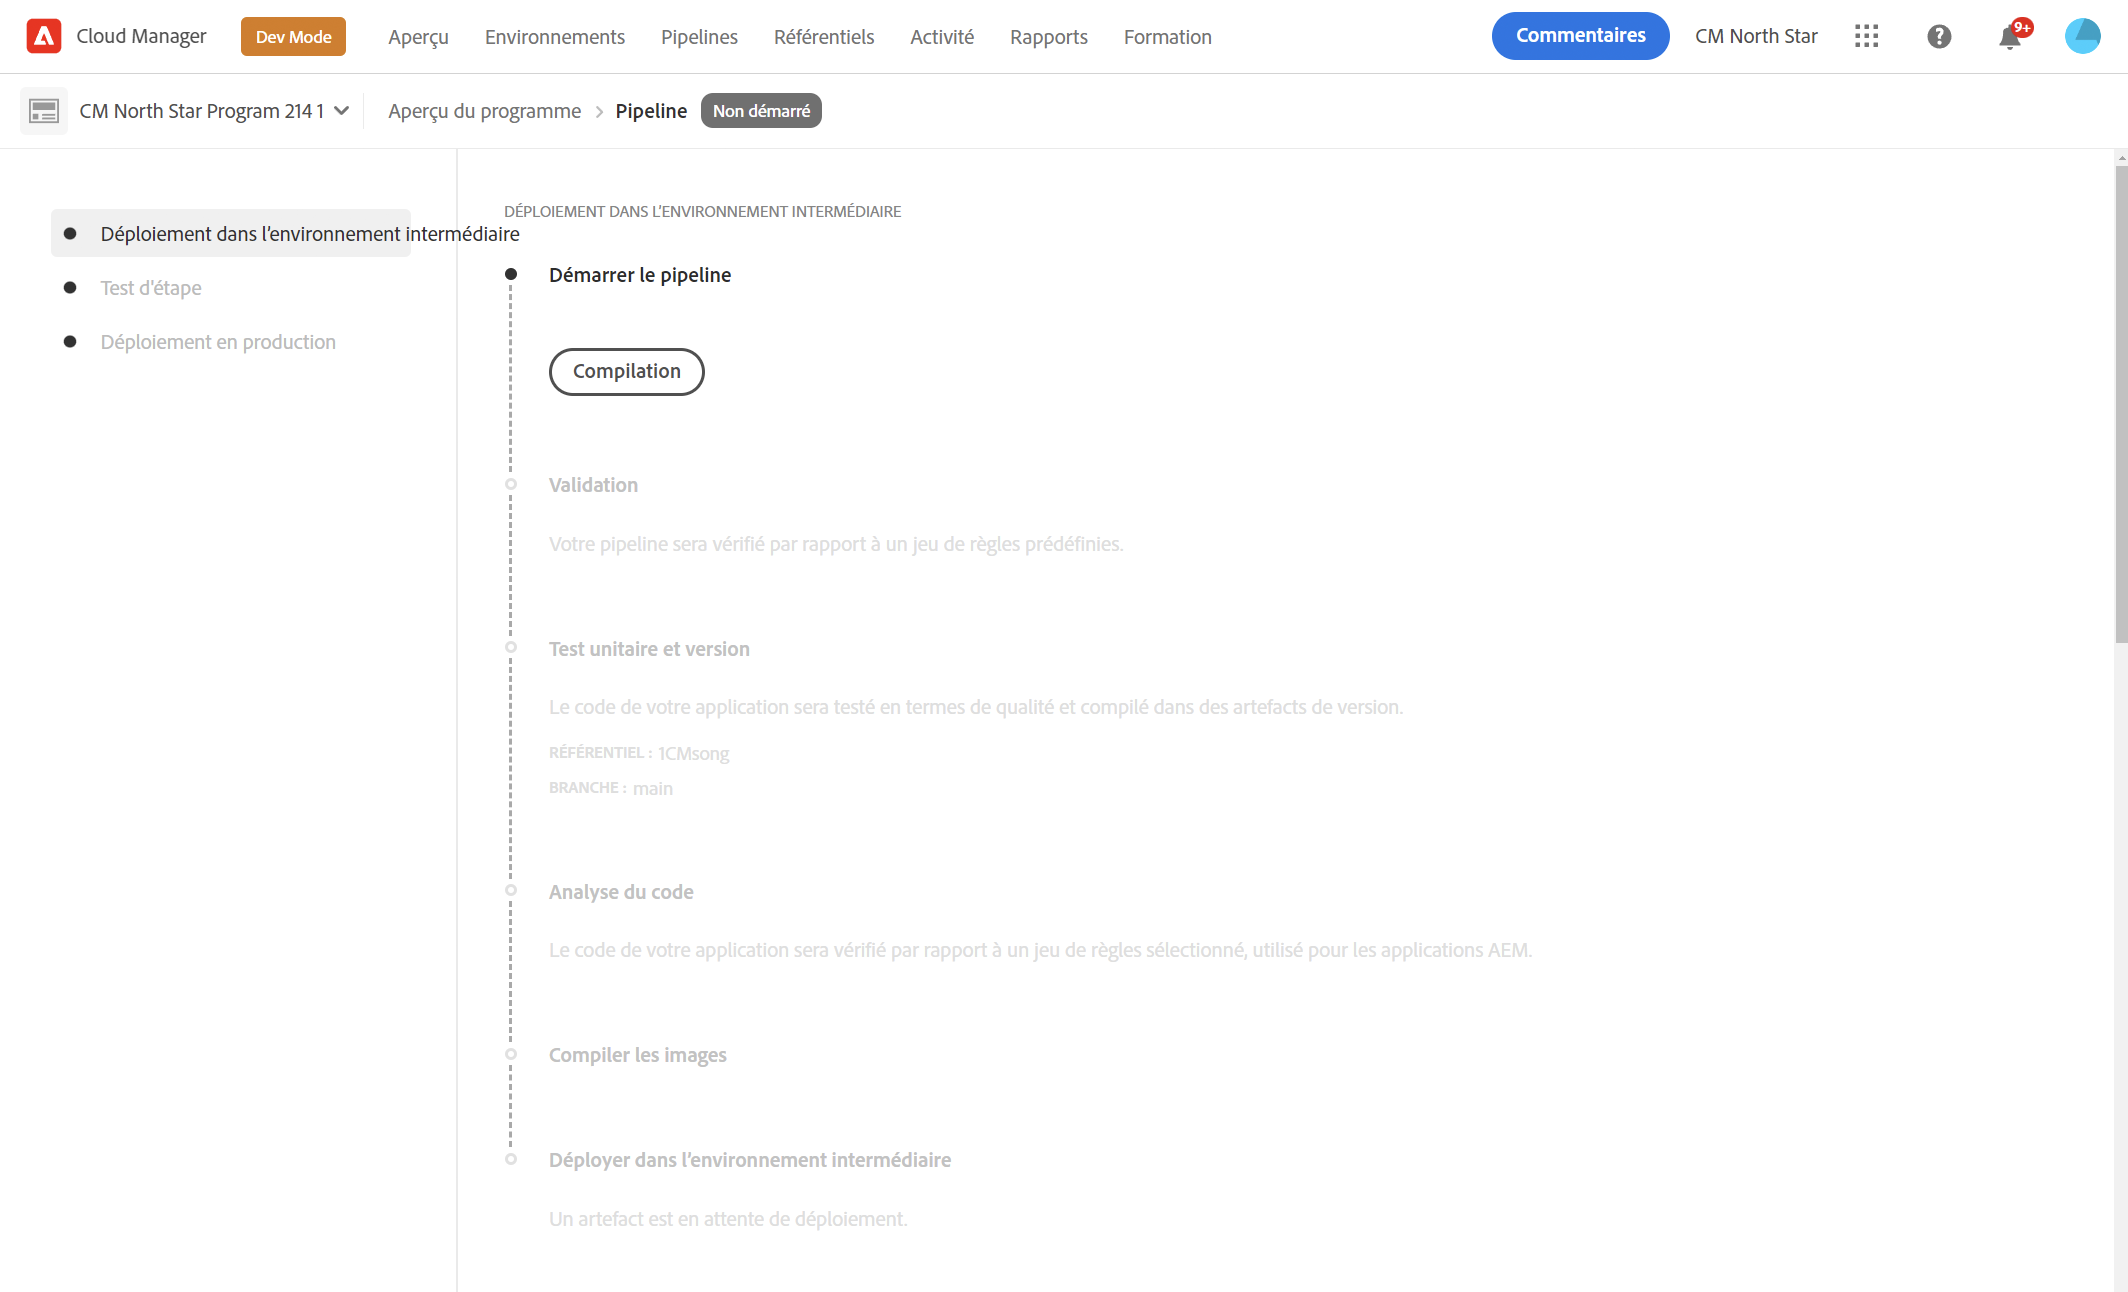 Cloud Manager
Dev Mode
Aperçu
Environnements
Pipelines
Référentiels
Activité
Rapports
Formation
Commentaires
CM North Star
9+
CM North Star Program 214 1
Aperçu du programme
Pipeline
Non démarré
Déploiement dans l’environnement intermédiaire
Test d’étape
Déploiement en production
DÉPLOIEMENT DANS L’ENVIRONNEMENT INTERMÉDIAIRE
Démarrer le pipeline
Compilation
Validation
Votre pipeline sera vérifié par rapport à un jeu de règles prédéfinies.
Test unitaire et version
Le code de votre application sera testé en termes de qualité et compilé dans des artefacts de version.
RÉFÉRENTIEL : 1CMsong
BRANCHE : main
Analyse du code
Le code de votre application sera vérifié par rapport à un jeu de règles sélectionné, utilisé pour les applications AEM.
Compiler les images
Déployer dans l’environnement intermédiaire
Un artefact est en attente de déploiement.